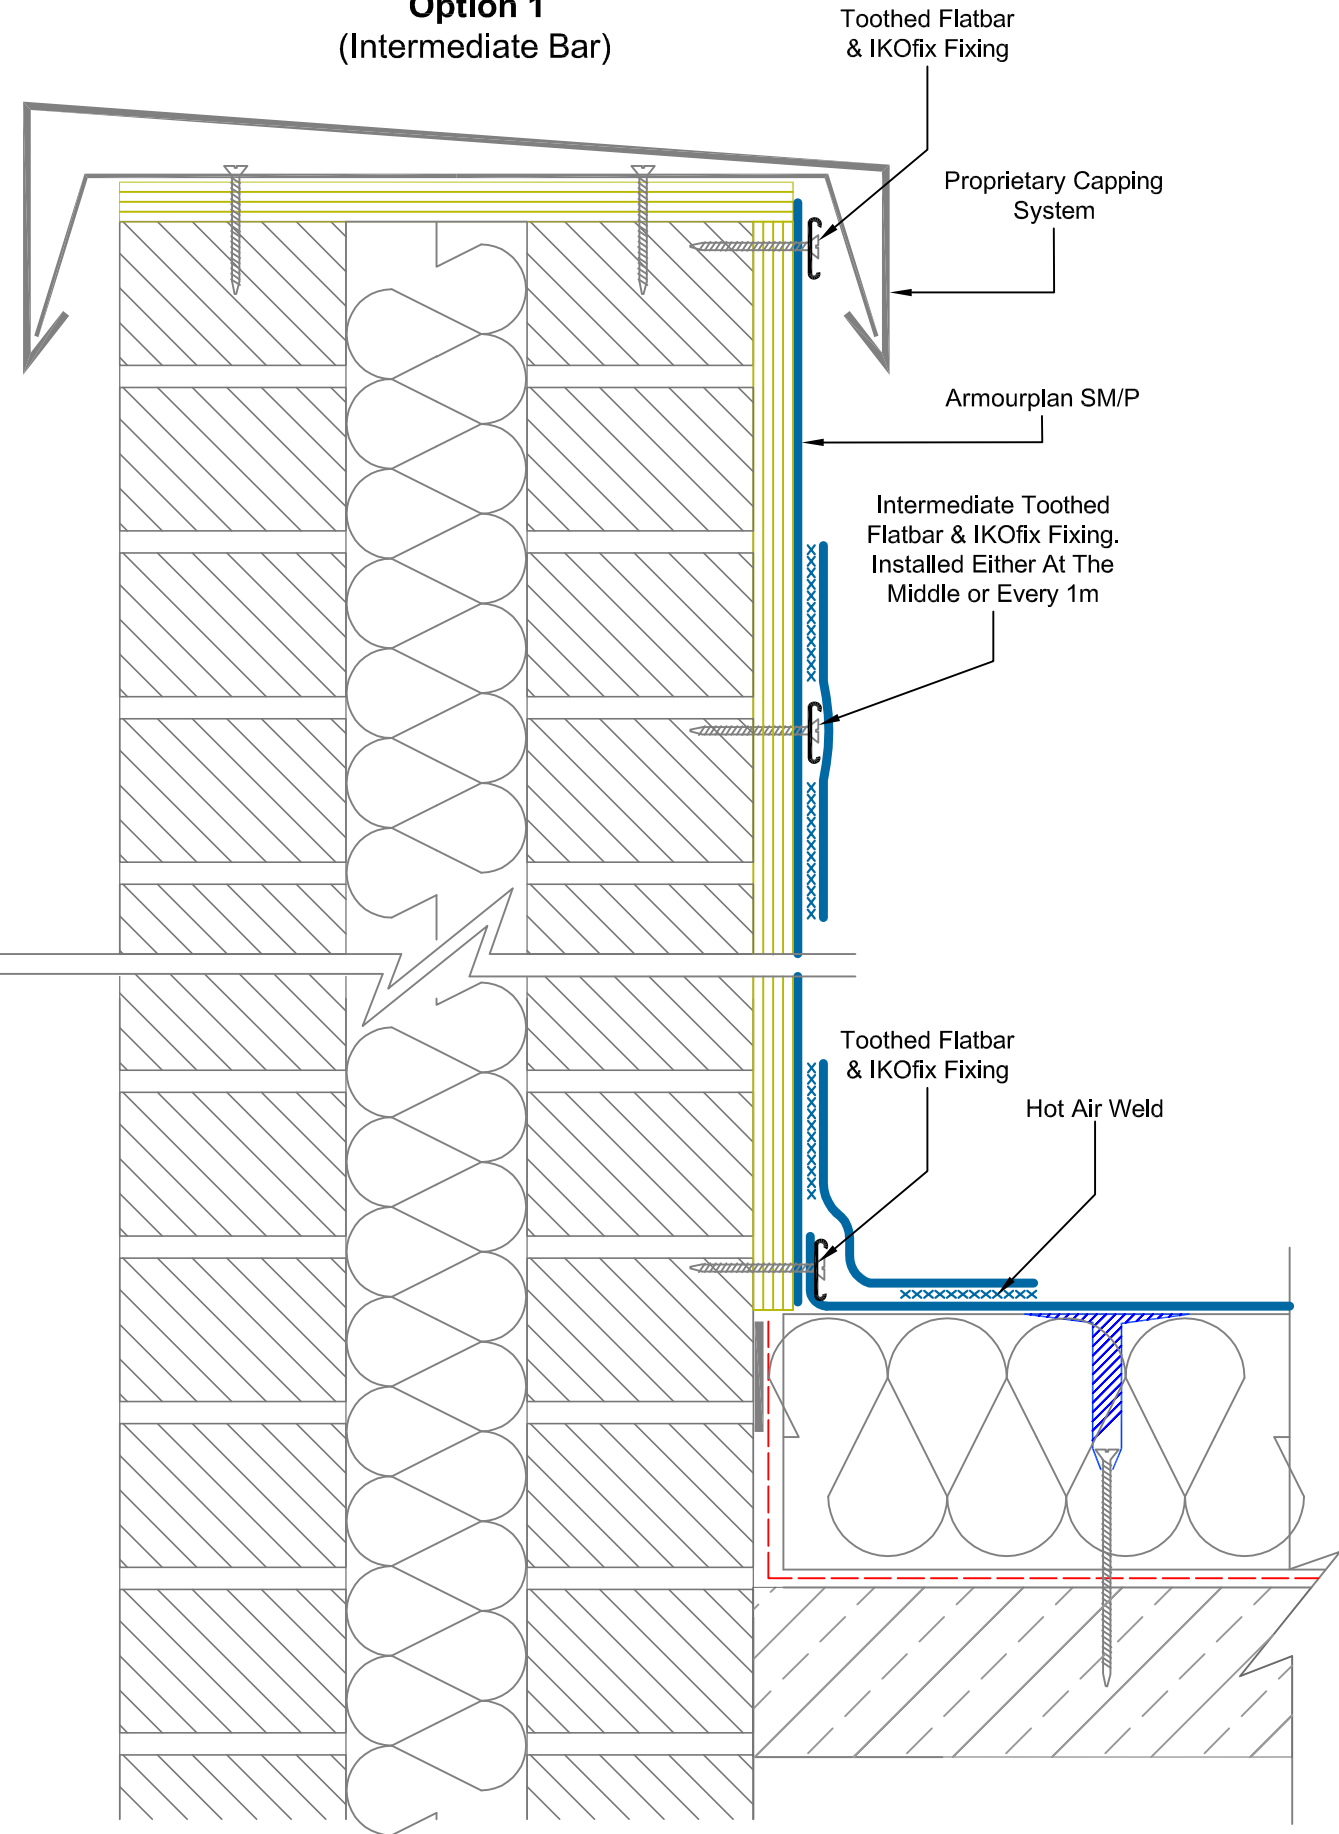 Option 1
(Intermediate Bar)
Toothed Flatbar
& IKOfix Fixing
Proprietary Capping
System
Armourplan SM/P
Intermediate Toothed
Flatbar & IKOfix Fixing.
Installed Either At The
Middle or Every 1m
Toothed Flatbar
& IKOfix Fixing
Hot Air Weld